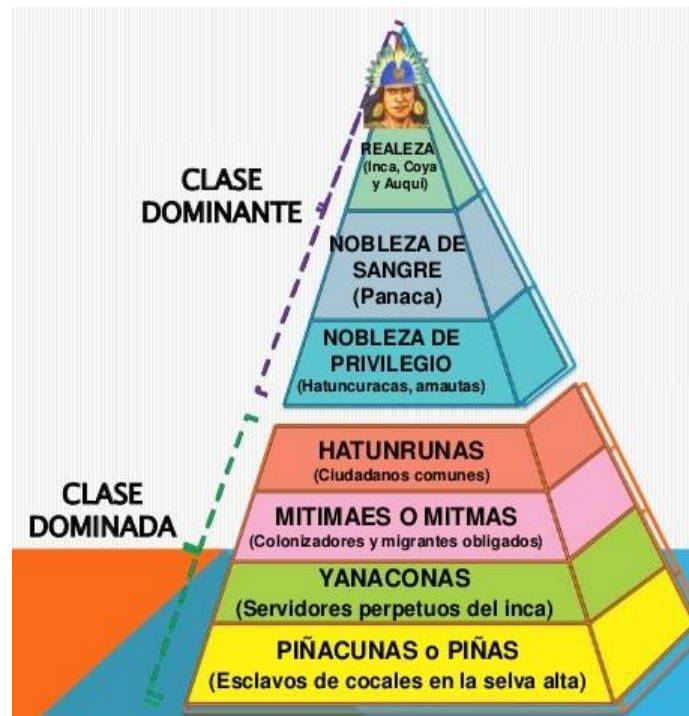 REALEZA
(Inca, Coya
y Auqui)
CLASE
DOMINANTE
NOBLEZA DE
SANGRE
(Panaca)
NOBLEZA DE
PRIVILEGIO
(Hatuncuracas, amautas)
HATUNRUNAS
(Ciudadanos comunes)
CLASE
DOMINADA
MITIMAES O MITMAS
(Colonizadores y migrantes obligados)
YANACONAS
(Servidores perpetuos del inca)
PIÑACUNAS o PIÑAS
(Esclavos de cocales en la selva alta)